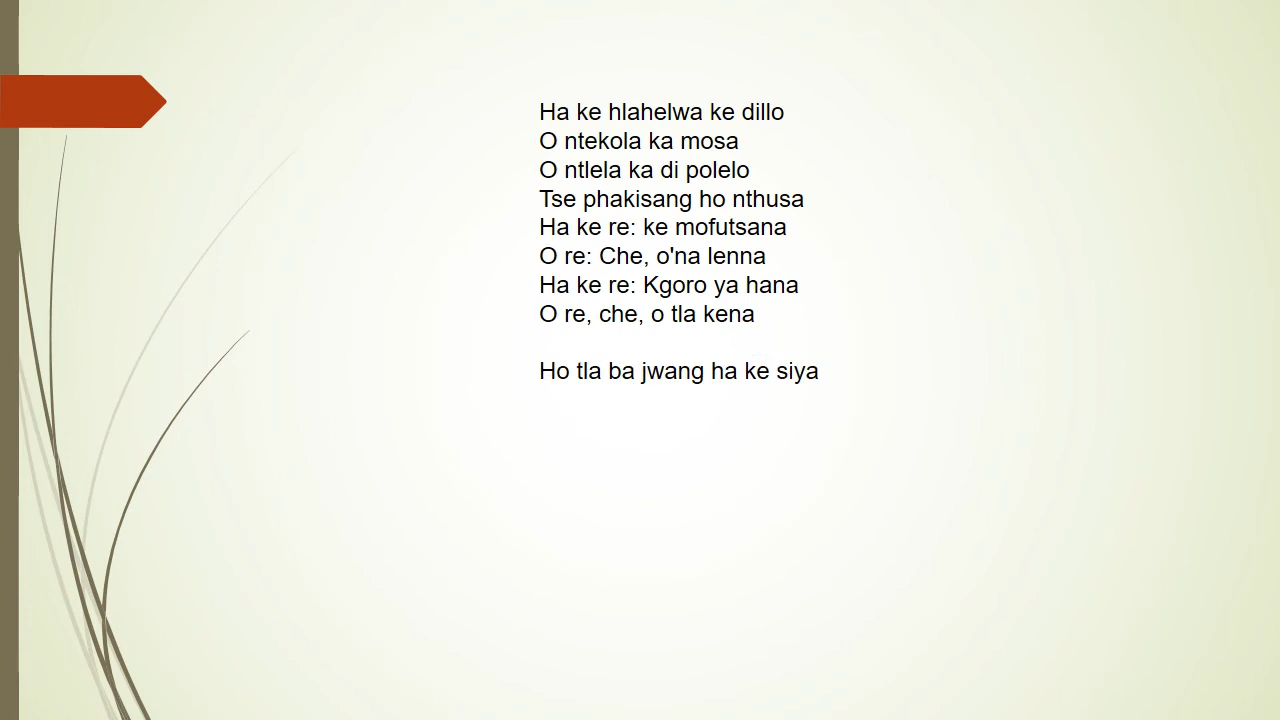 Ha ke hlahelwa ke dillo
O ntekola ka mosa
O ntlela ka di polelo
Tse phakisang ho nthusa
Ha ke re: ke mofutsana
O re: Che, o'na lenna
Ha ke re: Kgoro ya hana
O re, che, o tla kena
Ho tla ba jwang ha ke siya